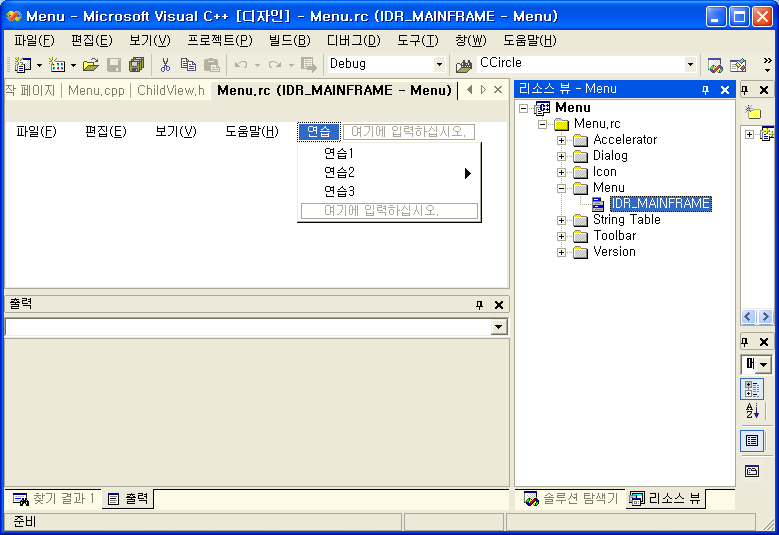 Menu - Microsoft Visual C++ [디자인] - Menu.rc (IDR_MAINFRAME - Menu)
파일(F) 편집(E) 보기(V) 프로젝트(P) 빌드(B) 디버그(D) 도구(T) 창(W) 도움말(H)
Debug CCircle
작 페이지 Menu.cpp ChildView.h Menu.rc (IDR_MAINFRAME - Menu)
파일(F) 편집(E) 보기(V) 도움말(H) 연습 여기에 입력하십시오.
연습1
연습2
연습3
여기에 입력하십시오.
출력
찾기 결과 1 출력
리소스 뷰 - Menu
Menu
Menu.rc
Accelerator
Dialog
Icon
Menu
IDR_MAINFRAME
String Table
Toolbar
Version
솔루션 탐색기 리소스 뷰
준비